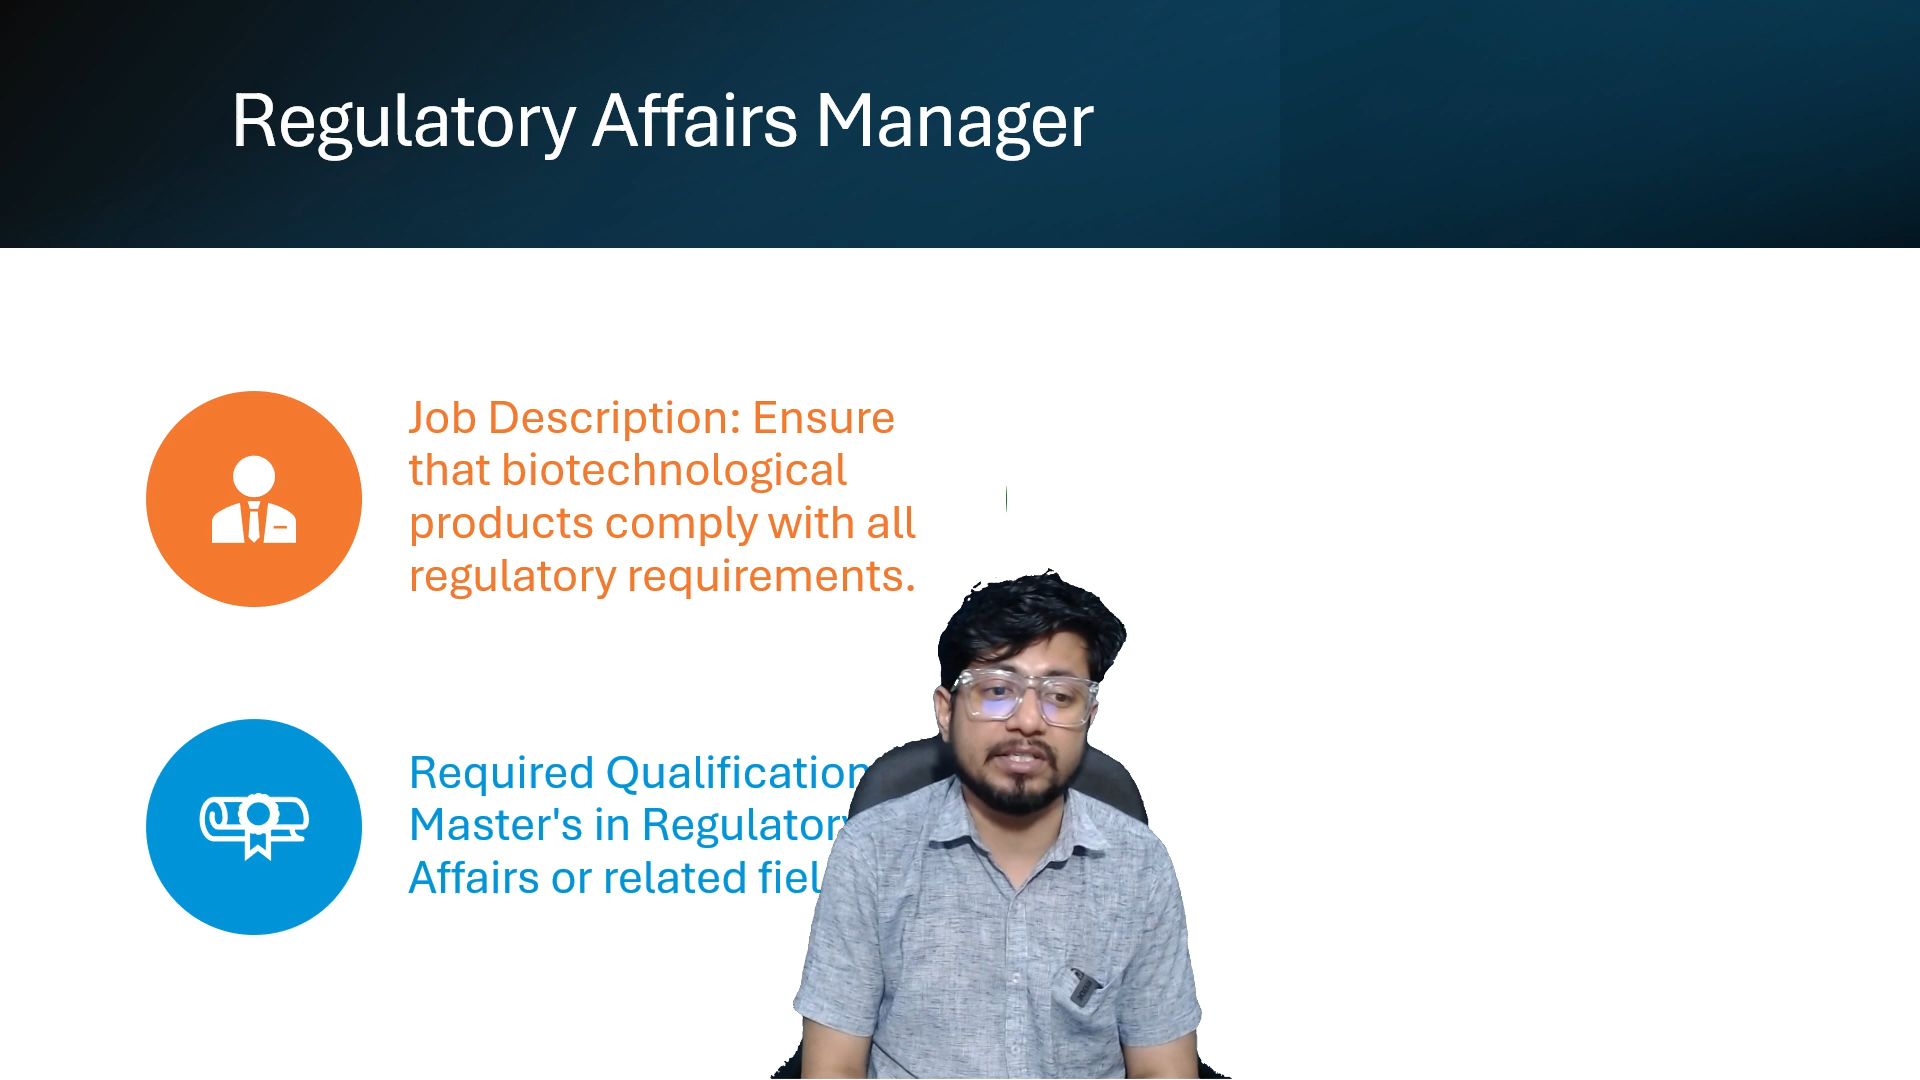 Regulatory Affairs Manager
Job Description: Ensure
that biotechnological
products comply with all
regulatory requirements.
Required Qualification
Master's in Regulatory
Affairs or related fiel